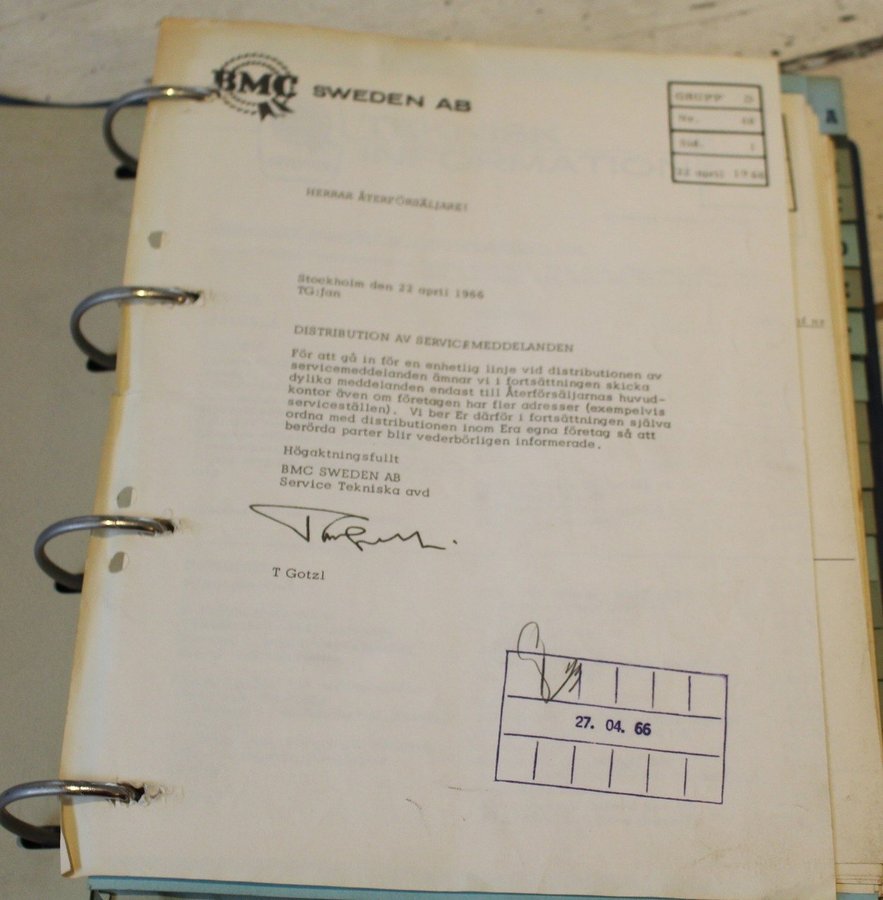 BMC SWEDEN AB
GRUPP D
Nr.
Sid. 1
22 april 1966
A
HERRAR ÅTERFÖRSÄLJARE!
Stockholm den 22 april 1966
TG:fan
DISTRIBUTION AV SERVICEMEDDELANDEN
För att gå in för en enhetlig linje vid distributionen av
servicemeddelanden ämnar vi i fortsättningen skicka
dylika meddelanden endast till Återförsäljarnas huvud-
kontor även om företagen har fler adresser (exempelvis
serviceställen). Vi ber Er därför i fortsättningen själva
ordna med distributionen inom Era egna företag så att
berörda parter blir vederbörligen informerade.
Högaktningsfullt
BMC SWEDEN AB
Service Tekniska avd
T Gotzl
27. 04. 66